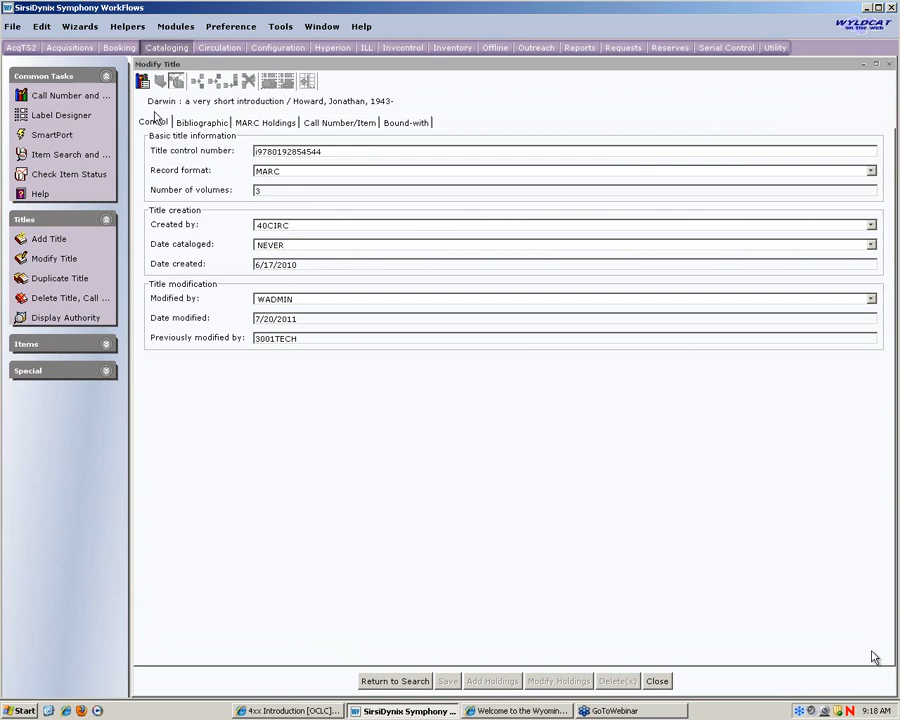 SirsiDynix Symphony WorkFlows
File Edit Wizards Helpers Modules Preference Tools Window Help
WYLDCAT
on the web
AcqTS2 Acquisitions Booking Cataloging Circulation Configuration Hyperion ILL Invcontrol Inventory Offline Outreach Reports Requests Reserves Serial Control Utility
Common Tasks
Call Number and ...
Label Designer
SmartPort
Item Search and ...
Check Item Status
Help
Titles
Add Title
Modify Title
Duplicate Title
Delete Title, Call ...
Display Authority
Items
Special
Modify Title
Darwin : a very short introduction / Howard, Jonathan, 1943-
Control Bibliographic MARC Holdings Call Number/Item Bound-with
Basic title information
Title control number: i9780192854544
Record format: MARC
Number of volumes: 3
Title creation
Created by: 40CIRC
Date cataloged: NEVER
Date created: 6/17/2010
Title modification
Modified by: WADMIN
Date modified: 7/20/2011
Previously modified by: 3001TECH
Return to Search Save Add Holdings Modify Holdings Delete(x) Close
Start 4xx Introduction [OCLC]... SirsiDynix Symphony ... Welcome to the Wyomin... GoToWebinar 9:18 AM